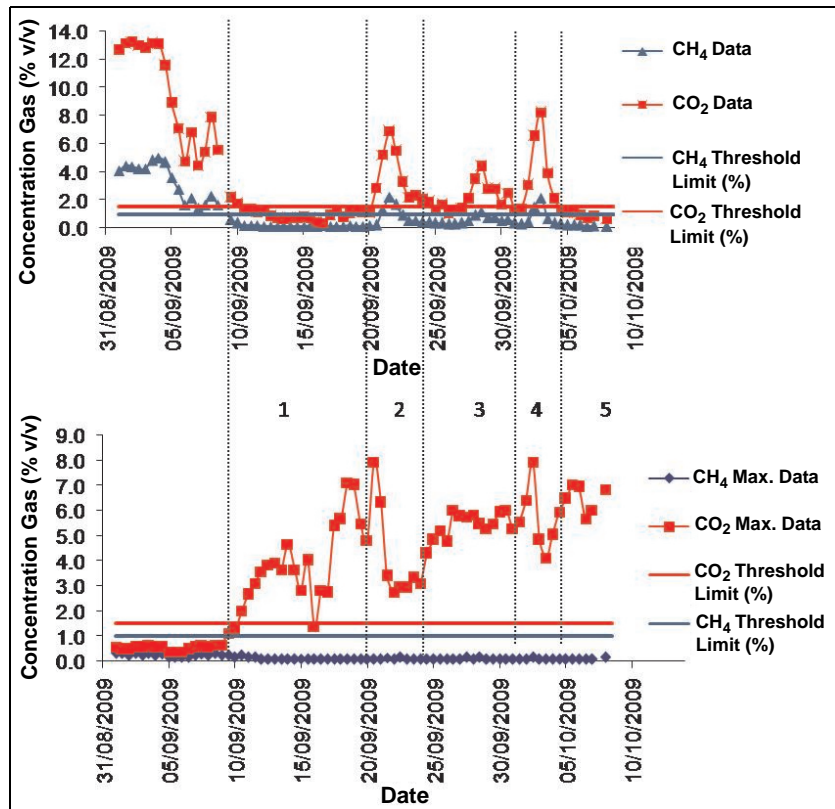 Concentration Gas (% v/v)
14.0
12.0
10.0
8.0
6.0
4.0
2.0
0.0
31/08/2009
05/09/2009
10/09/2009
15/09/2009
20/09/2009
25/09/2009
30/09/2009
05/10/2009
10/10/2009
Date
CH4 Data
CO2 Data
CH4 Threshold
Limit (%)
CO2 Threshold
Limit (%)
1 2 3 4 5
Concentration Gas (% v/v)
9.0
8.0
7.0
6.0
5.0
4.0
3.0
2.0
1.0
0.0
31/08/2009
05/09/2009
10/09/2009
15/09/2009
20/09/2009
25/09/2009
30/09/2009
05/10/2009
10/10/2009
Date
CH4 Max. Data
CO2 Max. Data
CO2 Threshold
Limit (%)
CH4 Threshold
Limit (%)